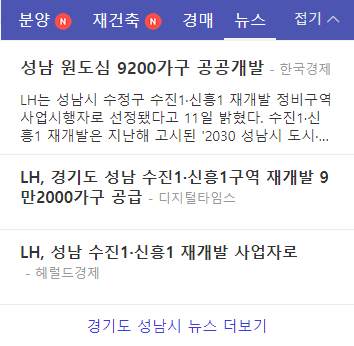 분양 N 재건축 N 경매 뉴스 접기
성남 원도심 9200가구 공공개발 - 한국경제
LH는 성남시 수정구 수진1·신흥1 재개발 정비구역
사업시행자로 선정됐다고 11일 밝혔다. 수진1·신
흥1 재개발은 지난해 고시된 '2030 성남시 도시·...
LH, 경기도 성남 수진1·신흥1구역 재개발 9
만2000가구 공급 - 디지털타임스
LH, 성남 수진1·신흥1 재개발 사업자로
- 헤럴드경제
경기도 성남시 뉴스 더보기